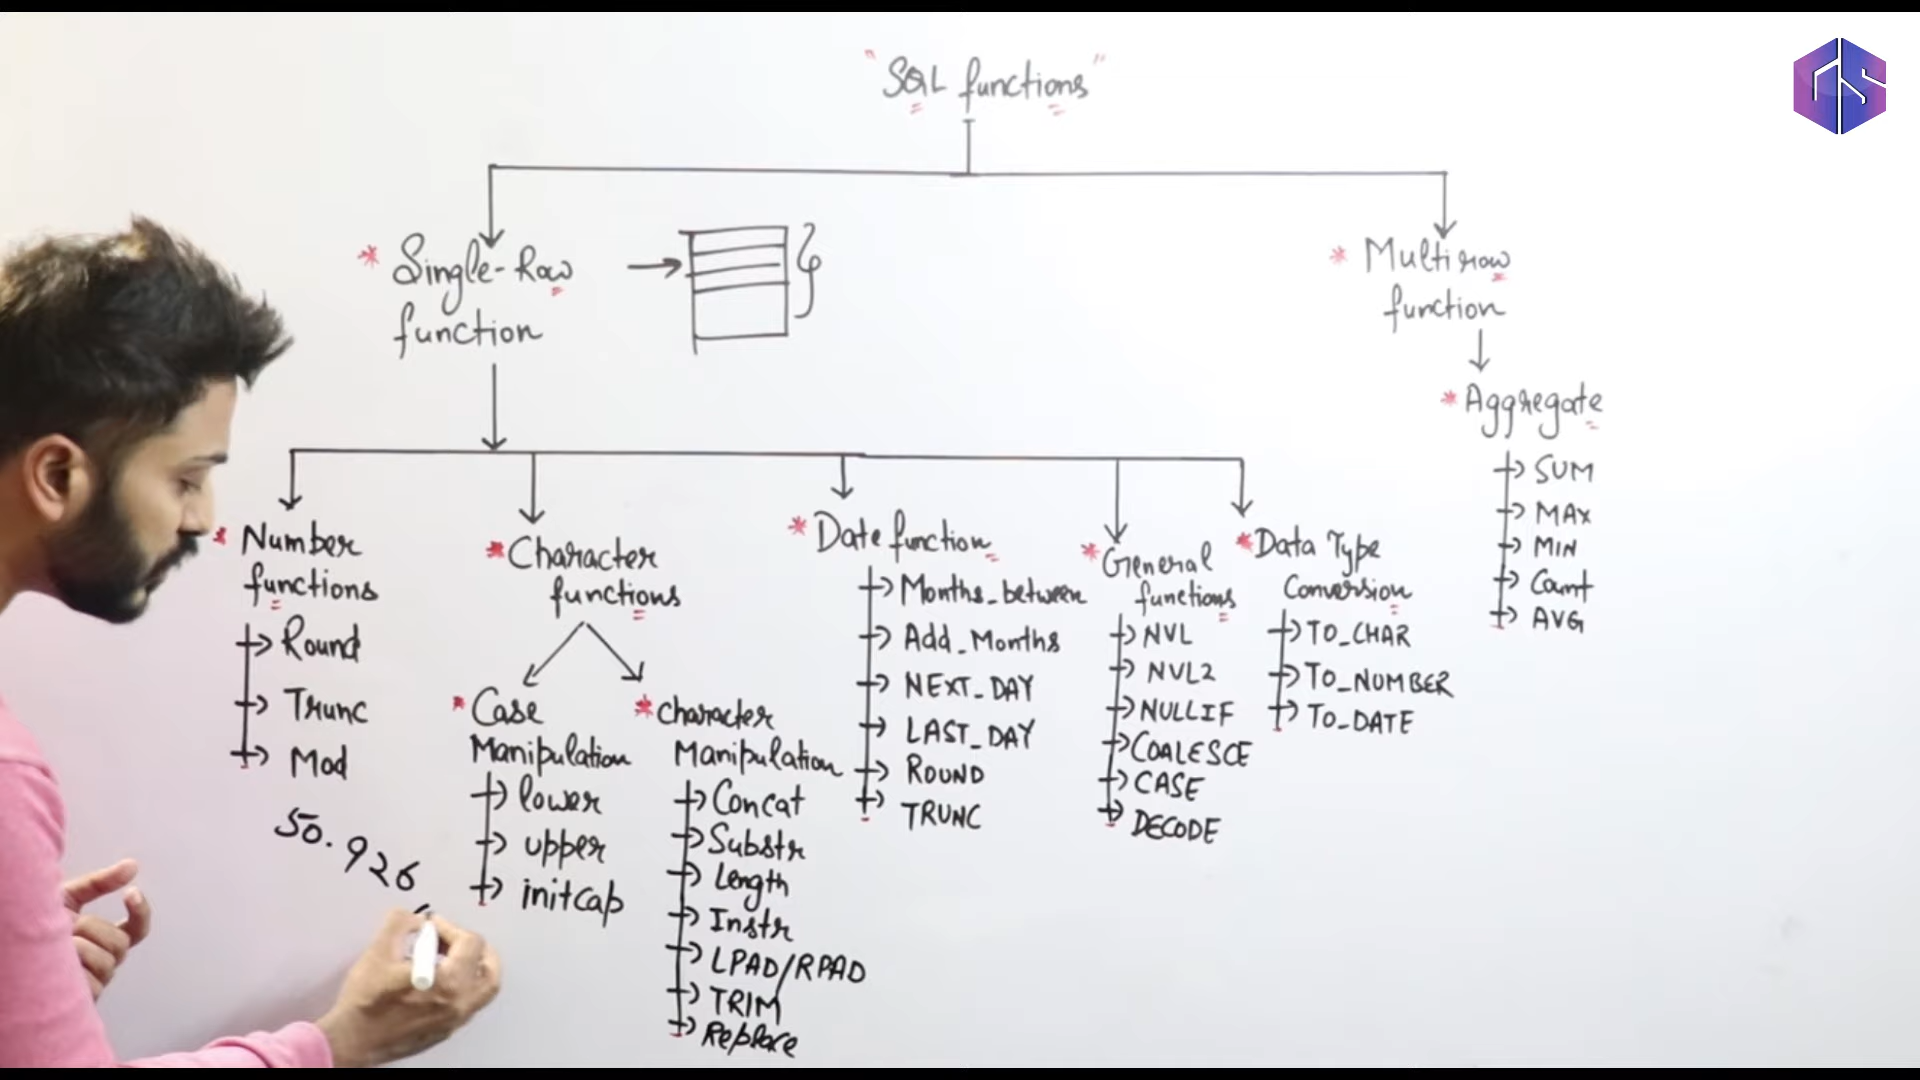 "SQL functions"
* Single-Row
function
* Multirow
function
* Aggregate
SUM
MAX
MIN
Count
AVG
* Number
functions
Round
Trunc
Mod
50.926
* Character
functions
* Case
Manipulation
lower
upper
initcap
* character
Manipulation
Concat
Substr
Length
Instr
LPAD/RPAD
TRIM
Replace
* Date function
Months_between
Add_Months
NEXT_DAY
LAST_DAY
ROUND
TRUNC
* General
functions
NVL
NVL2
NULLIF
COALESCE
CASE
DECODE
* Data Type
Conversion
TO_CHAR
TO_NUMBER
TO_DATE